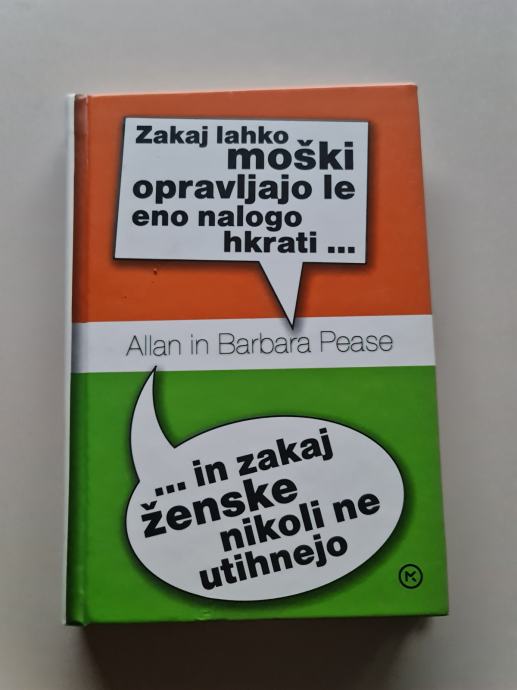 Zakaj lahko
moški
opravljajo le
eno nalogo
hkrati ...
Allan in Barbara Pease
... in zakaj
ženske
nikoli ne
utihnejo